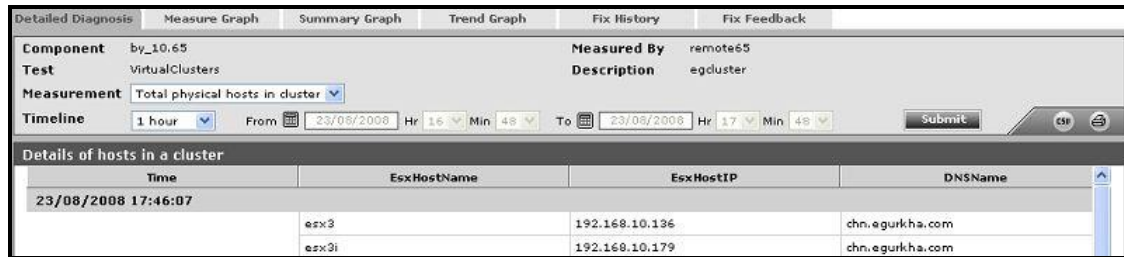 Detailed Diagnosis Measure Graph Summary Graph Trend Graph Fix History Fix Feedback
Component by_10.65 Measured By remote65
Test VirtualClusters Description egcluster
Measurement Total physical hosts in cluster
Timeline 1 hour From 23/08/2008 Hr 16 Min 48 To 23/08/2008 Hr 17 Min 48 Submit CSV
Details of hosts in a cluster
Time EsxHostName EsxHostIP DNSName
23/08/2008 17:46:07
esx3 192.168.10.136 chn.egurkha.com
esx3i 192.168.10.179 chn.egurkha.com